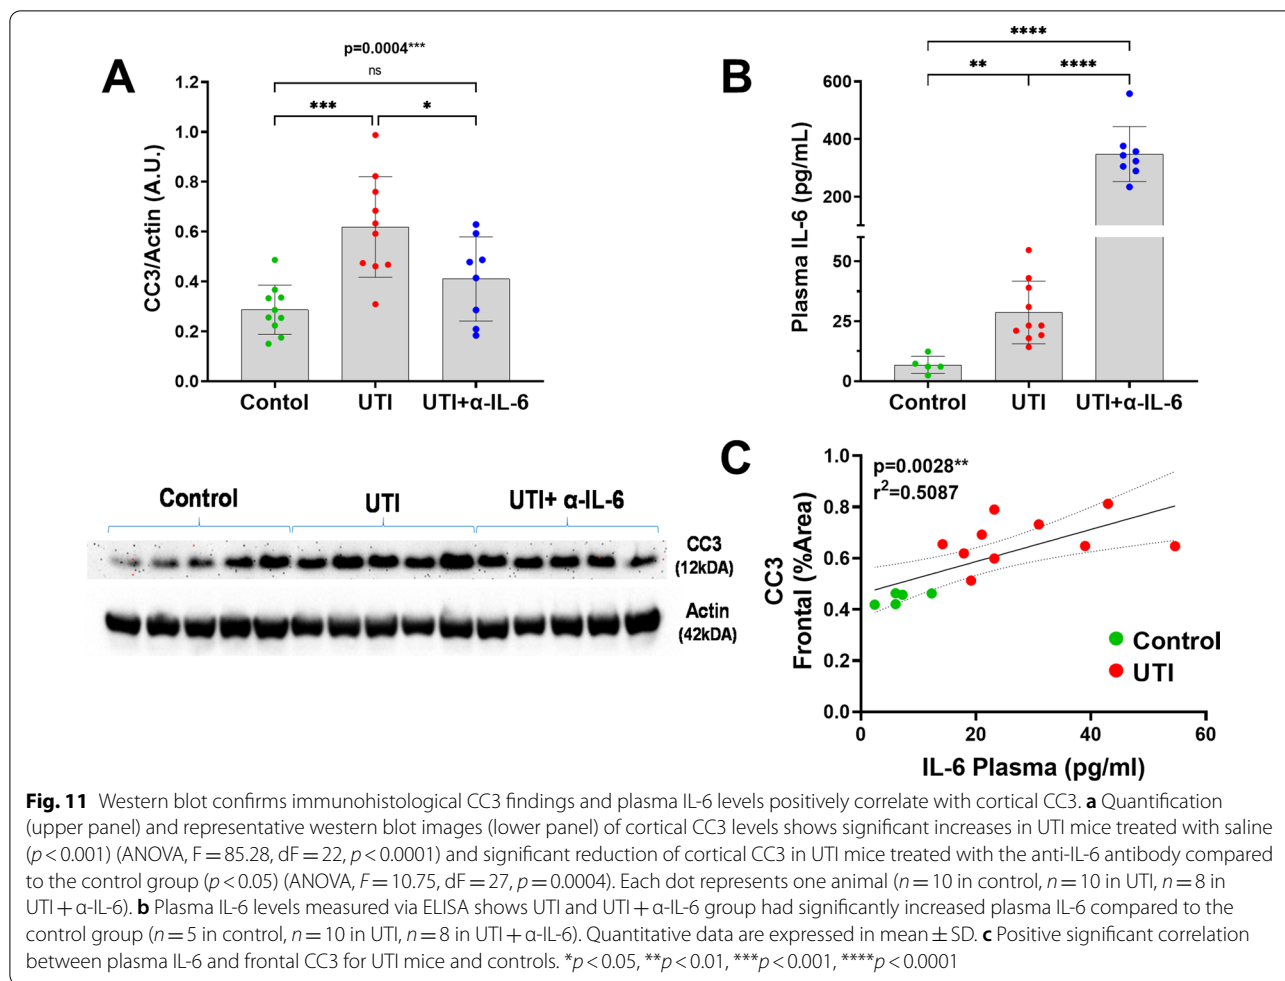 A
p=0.0004***
ns
***
*
1.2
1.0
0.8
0.6
0.4
0.2
0.0
CC3/Actin (A.U.)
Contol
UTI
UTI+α-IL-6
Control
UTI
UTI+ α-IL-6
CC3
(12kDA)
Actin
(42kDA)
B
****
**
****
600
400
200
50
25
0
Plasma IL-6 (pg/mL)
Control
UTI
UTI+α-IL-6
C
p=0.0028**
r²=0.5087
1.0
0.8
0.6
0.4
0.2
0.0
CC3
Frontal (%Area)
Control
UTI
0
20
40
60
IL-6 Plasma (pg/ml)
Fig. 11 Western blot confirms immunohistological CC3 findings and plasma IL-6 levels positively correlate with cortical CC3. a Quantification
(upper panel) and representative western blot images (lower panel) of cortical CC3 levels shows significant increases in UTI mice treated with saline
(p < 0.001) (ANOVA, F = 85.28, dF = 22, p < 0.0001) and significant reduction of cortical CC3 in UTI mice treated with the anti-IL-6 antibody compared
to the control group (p < 0.05) (ANOVA, F = 10.75, dF = 27, p = 0.0004). Each dot represents one animal (n = 10 in control, n = 10 in UTI, n = 8 in
UTI + α-IL-6). b Plasma IL-6 levels measured via ELISA shows UTI and UTI + α-IL-6 group had significantly increased plasma IL-6 compared to the
control group (n = 5 in control, n = 10 in UTI, n = 8 in UTI + α-IL-6). Quantitative data are expressed in mean ± SD. c Positive significant correlation
between plasma IL-6 and frontal CC3 for UTI mice and controls. *p < 0.05, **p < 0.01, ***p < 0.001, ****p < 0.0001